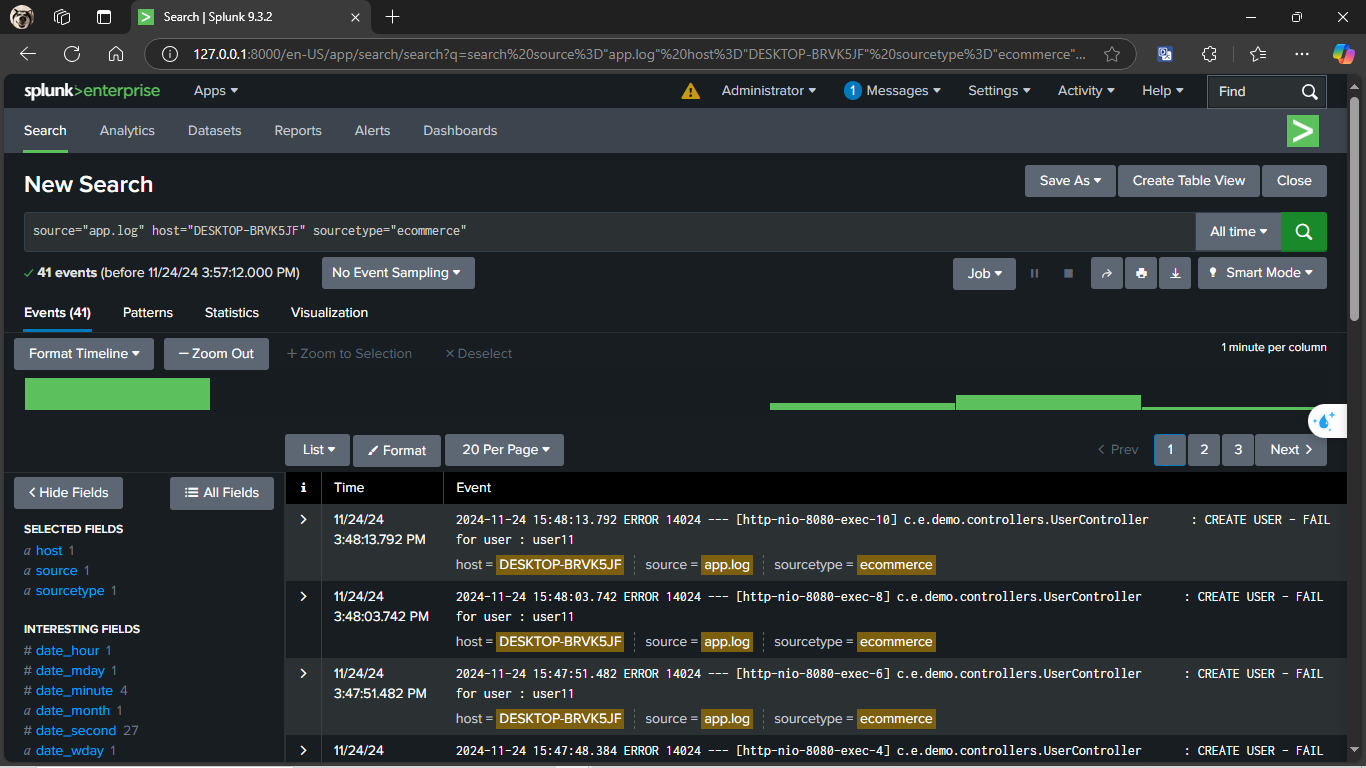 Search | Splunk 9.3.2
127.0.0.1:8000/en-US/app/search/search?q=search%20source%3D"app.log"%20host%3D"DESKTOP-BRVK5JF"%20sourcetype%3D"ecommerce"...
splunk>enterprise Apps Administrator 1 Messages Settings Activity Help Find
Search Analytics Datasets Reports Alerts Dashboards
New Search Save As Create Table View Close
source="app.log" host="DESKTOP-BRVK5JF" sourcetype="ecommerce" All time
41 events (before 11/24/24 3:57:12.000 PM) No Event Sampling Job Smart Mode
Events (41) Patterns Statistics Visualization
Format Timeline — Zoom Out + Zoom to Selection × Deselect 1 minute per column
List Format 20 Per Page < Prev 1 2 3 Next >
< Hide Fields All Fields i Time Event
SELECTED FIELDS
a host 1
a source 1
a sourcetype 1
INTERESTING FIELDS
# date_hour 1
# date_mday 1
# date_minute 4
a date_month 1
# date_second 27
a date_wday 1
> 11/24/24 2024-11-24 15:48:13.792 ERROR 14024 --- [http-nio-8080-exec-10] c.e.demo.controllers.UserController : CREATE USER - FAIL
3:48:13.792 PM for user : user11
host = DESKTOP-BRVK5JF source = app.log sourcetype = ecommerce
> 11/24/24 2024-11-24 15:48:03.742 ERROR 14024 --- [http-nio-8080-exec-8] c.e.demo.controllers.UserController : CREATE USER - FAIL
3:48:03.742 PM for user : user11
host = DESKTOP-BRVK5JF source = app.log sourcetype = ecommerce
> 11/24/24 2024-11-24 15:47:51.482 ERROR 14024 --- [http-nio-8080-exec-6] c.e.demo.controllers.UserController : CREATE USER - FAIL
3:47:51.482 PM for user : user11
host = DESKTOP-BRVK5JF source = app.log sourcetype = ecommerce
> 11/24/24 2024-11-24 15:47:48.384 ERROR 14024 --- [http-nio-8080-exec-4] c.e.demo.controllers.UserController : CREATE USER - FAIL